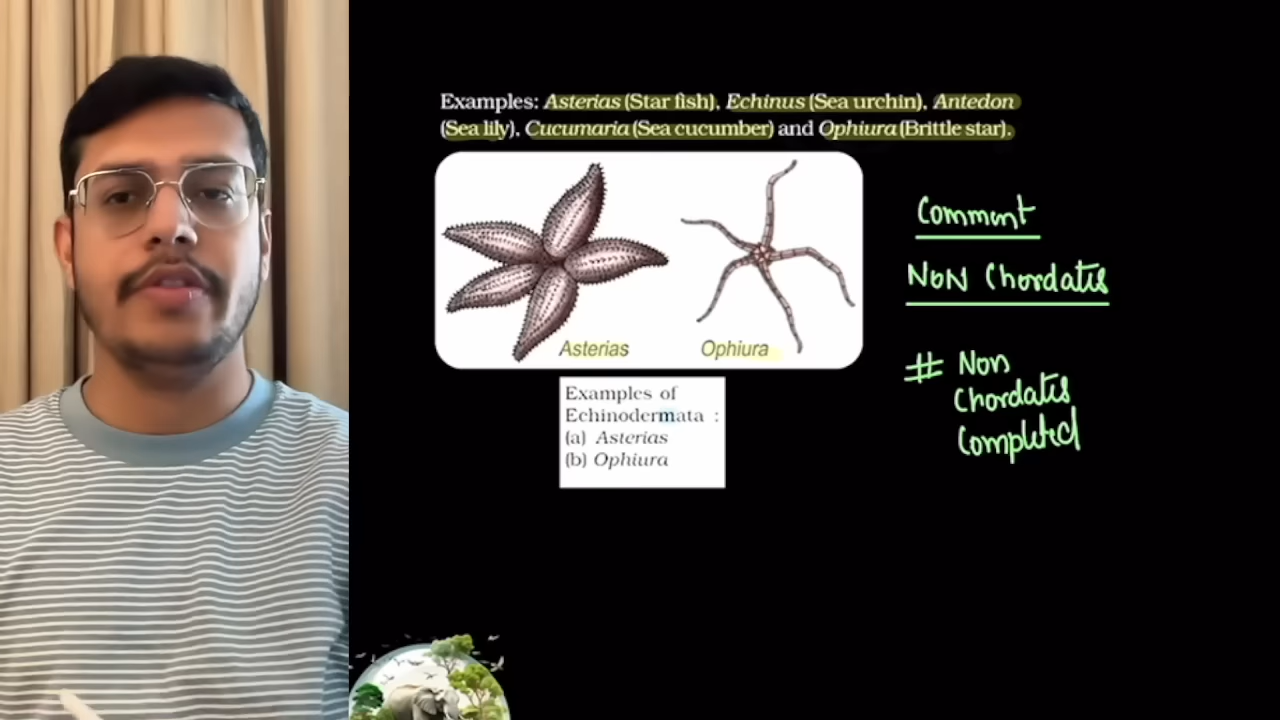 Examples: Asterias (Star fish), Echinus (Sea urchin), Antedon
(Sea lily), Cucumaria (Sea cucumber) and Ophiura (Brittle star).
Asterias
Ophiura
Examples of
Echinodermata :
(a) Asterias
(b) Ophiura
Comment
NoN Chordates
# Non
Chordates
Completed